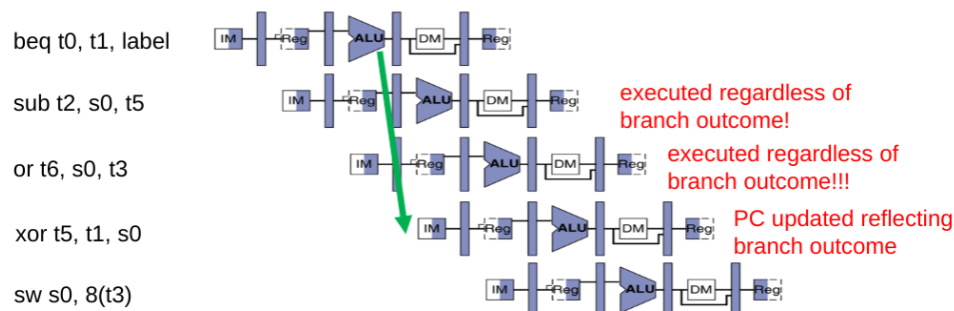 beq t0, t1, label IM Reg ALU DM Reg
sub t2, s0, t5 IM Reg ALU DM Reg executed regardless of
branch outcome!
or t6, s0, t3 IM Reg ALU DM Reg executed regardless of
branch outcome!!!
xor t5, t1, s0 IM Reg ALU DM Reg PC updated reflecting
branch outcome
sw s0, 8(t3) IM Reg ALU DM Reg